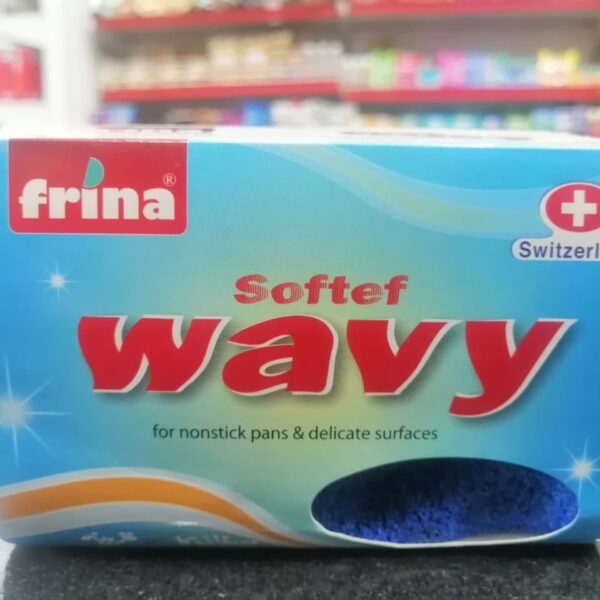 frina®
Switzerl
Softef
wavy
for nonstick pans & delicate surfaces